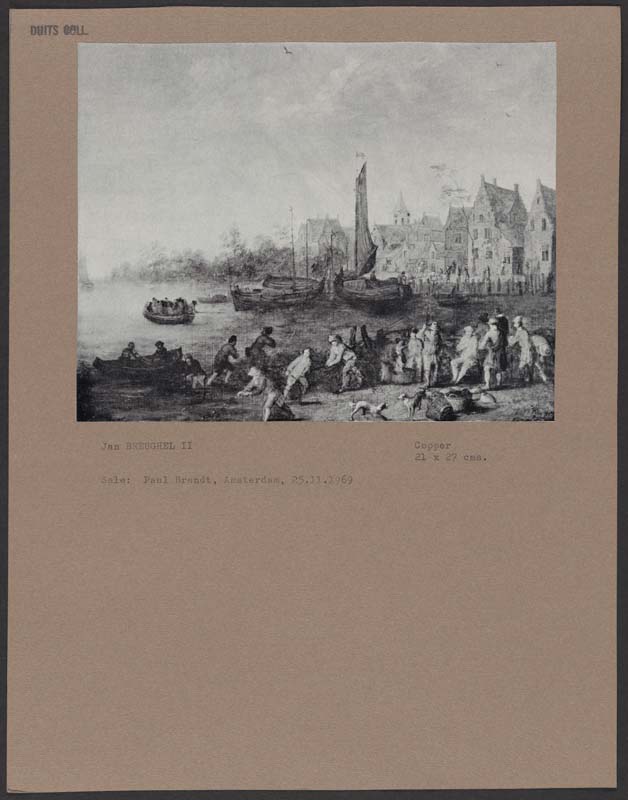 DUITS COLL.
Jan BREUGHEL II
Copper
21 x 27 cms.
Sale: Paul Brandt, Amsterdam, 25.11.1969